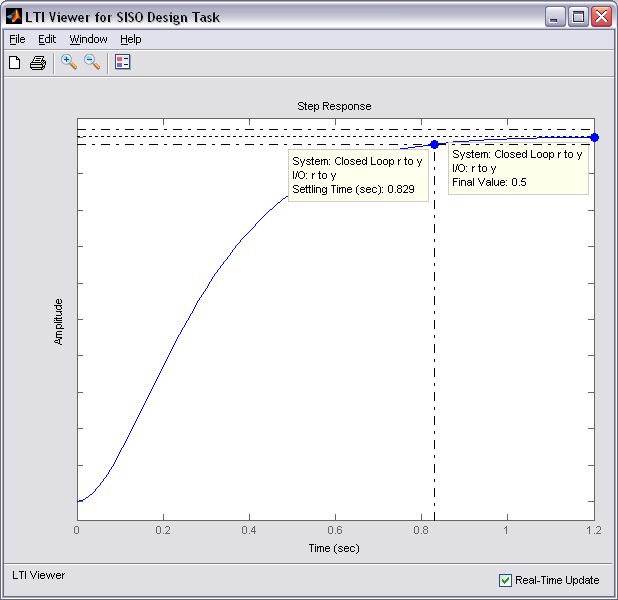 LTI Viewer for SISO Design Task
File Edit Window Help
Step Response
System: Closed Loop r to y
I/O: r to y
Settling Time (sec): 0.829
System: Closed Loop r to y
I/O: r to y
Final Value: 0.5
Amplitude
0 0.2 0.4 0.6 0.8 1 1.2
Time (sec)
LTI Viewer
Real-Time Update